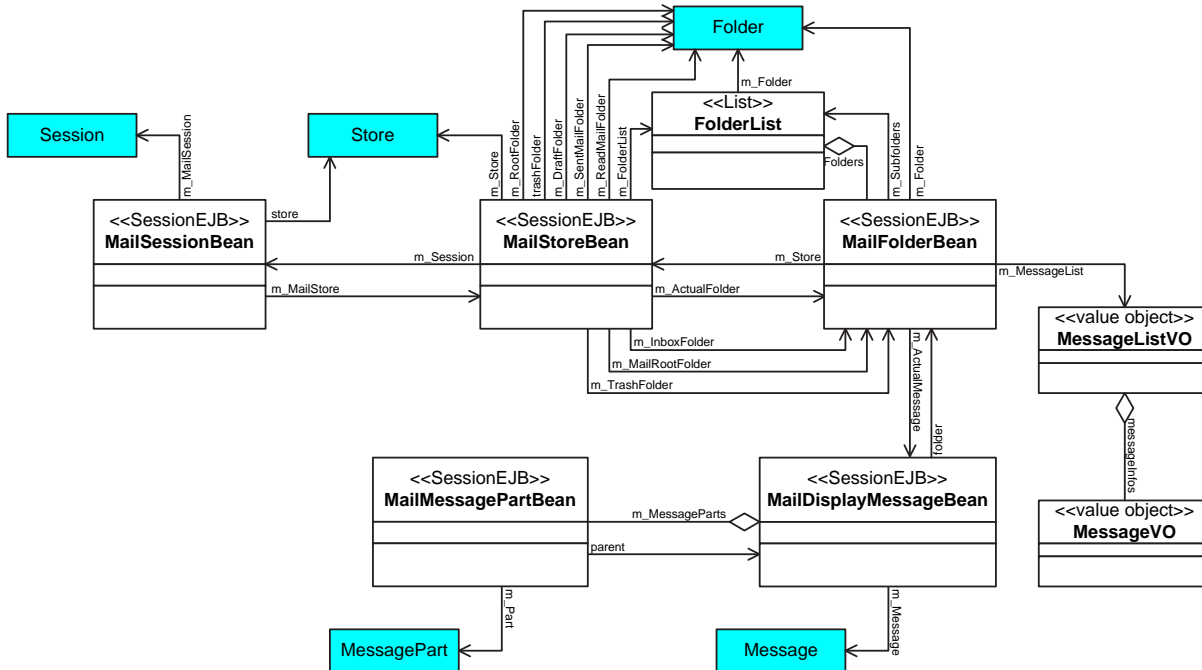 Folder
m_Folder
<<List>>
FolderList
Folders
Session
Store
m_MailSession
m_Store
m_RootFolder
trashFolder
m_DraftFolder
m_SentMailFolder
m_ReadMailFolder
m_FolderList
m_Subfolders
m_Folder
store
<<SessionEJB>>
MailSessionBean
<<SessionEJB>>
MailStoreBean
<<SessionEJB>>
MailFolderBean
m_Session
m_Store
m_MessageList
m_MailStore
m_ActualFolder
<<value object>>
MessageListVO
m_InboxFolder
m_MailRootFolder
m_TrashFolder
m_ActualMessage
folder
messageInfos
<<SessionEJB>>
MailMessagePartBean
<<SessionEJB>>
MailDisplayMessageBean
<<value object>>
MessageVO
m_MessageParts
parent
m_Part
m_Message
MessagePart
Message